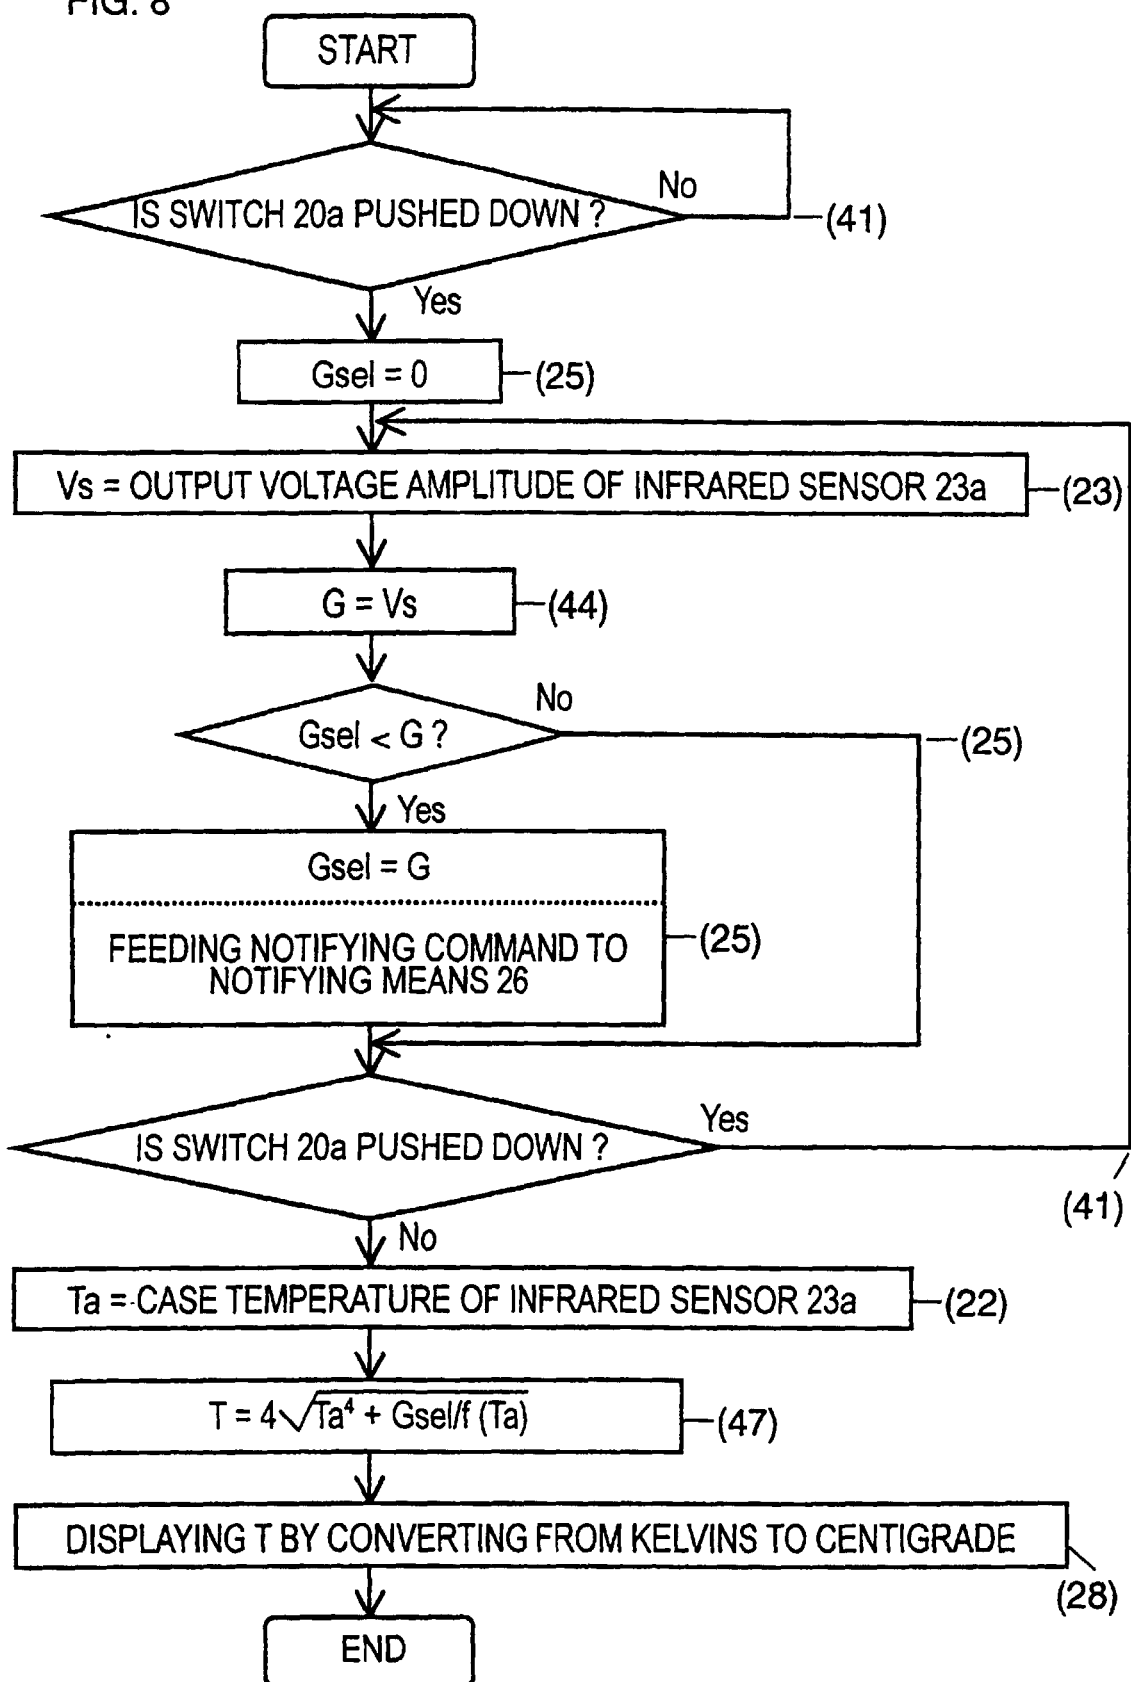 FIG. 8
START
IS SWITCH 20a PUSHED DOWN ?
No
(41)
Yes
Gsel = 0
(25)
Vs = OUTPUT VOLTAGE AMPLITUDE OF INFRARED SENSOR 23a
(23)
G = Vs
(44)
No
Gsel < G ?
(25)
Yes
Gsel = G
FEEDING NOTIFYING COMMAND TO
NOTIFYING MEANS 26
(25)
Yes
IS SWITCH 20a PUSHED DOWN ?
(41)
No
Ta = CASE TEMPERATURE OF INFRARED SENSOR 23a
(22)
T = 4√Ta⁴ + Gsel/f (Ta)
(47)
DISPLAYING T BY CONVERTING FROM KELVINS TO CENTIGRADE
(28)
END